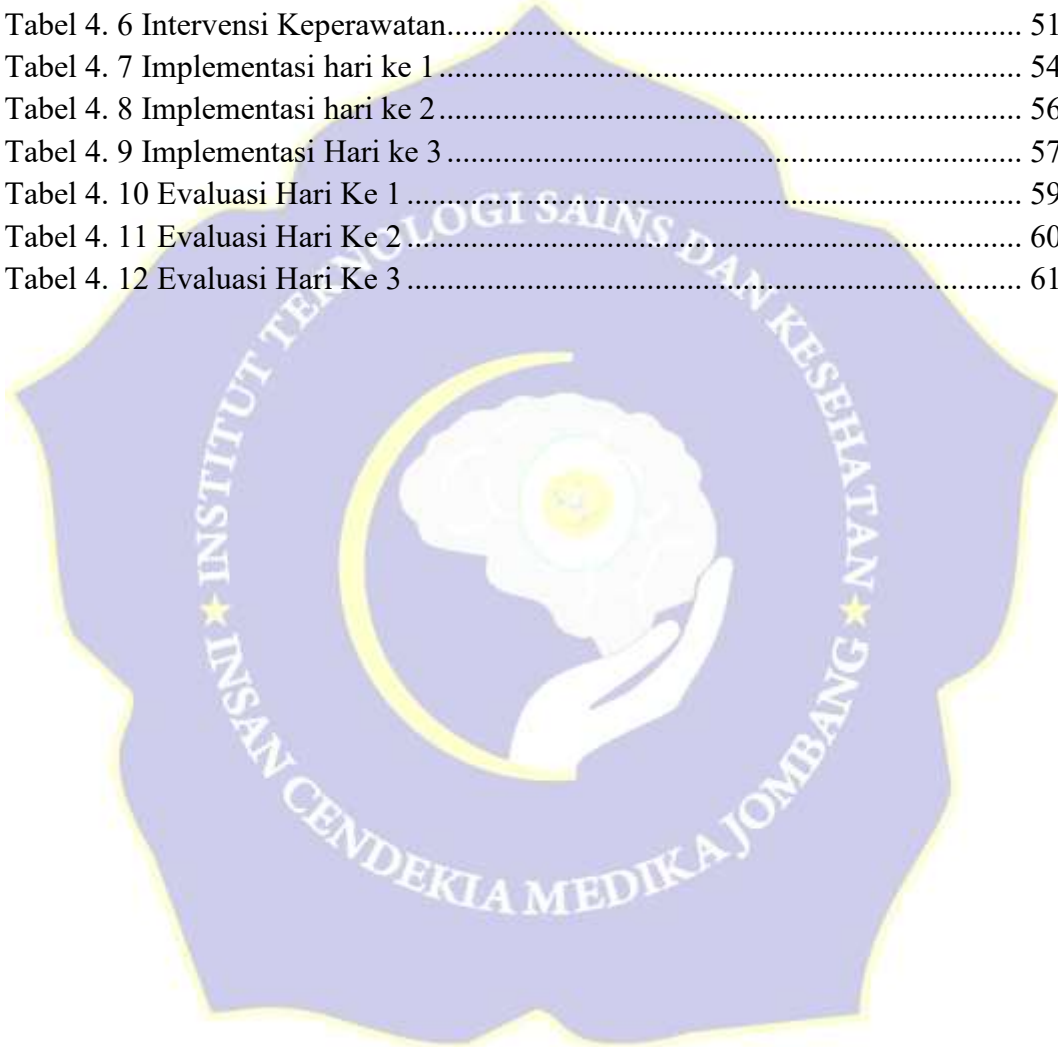 Tabel 4. 6 Intervensi Keperawatan.................................................................................... 51
Tabel 4. 7 Implementasi hari ke 1..................................................................................... 54
Tabel 4. 8 Implementasi hari ke 2..................................................................................... 56
Tabel 4. 9 Implementasi Hari ke 3.................................................................................... 57
Tabel 4. 10 Evaluasi Hari Ke 1......................................................................................... 59
Tabel 4. 11 Evaluasi Hari Ke 2......................................................................................... 60
Tabel 4. 12 Evaluasi Hari Ke 3......................................................................................... 61
INSTITUT TEKNOLOGI SAINS DAN KESEHATAN
★ INSAN CENDEKIA MEDIKA JOMBANG ★